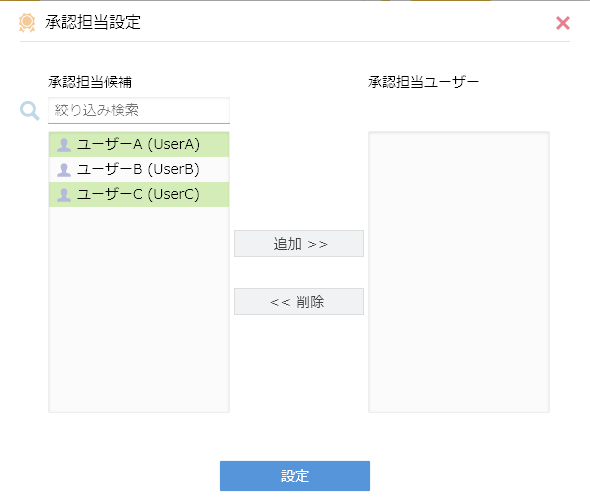 承認担当設定
承認担当候補
承認担当ユーザー
絞り込み検索
ユーザーA (UserA)
ユーザーB (UserB)
ユーザーC (UserC)
追加 >>
<< 削除
設定